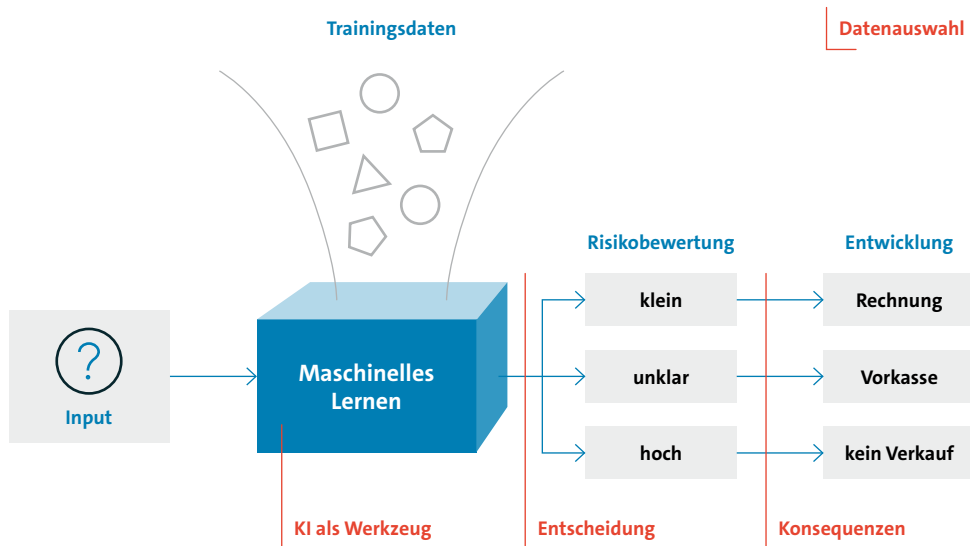 Trainingsdaten
Datenauswahl
Risikobewertung
Entwicklung
klein
Rechnung
?
Input
Maschinelles
Lernen
unklar
Vorkasse
hoch
kein Verkauf
KI als Werkzeug
Entscheidung
Konsequenzen